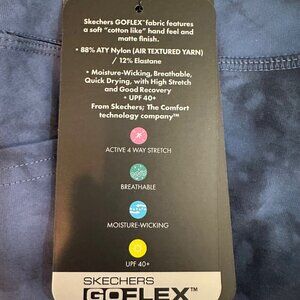 Skechers GOFLEX™ fabric features
a soft "cotton like" hand feel and
matte finish.
• 88% ATY Nylon (AIR TEXTURED YARN)
/ 12% Elastane
• Moisture-Wicking, Breathable,
Quick Drying, with High Stretch
and Good Recovery
• UPF 40+
From Skechers; The Comfort
technology company™
ACTIVE 4 WAY STRETCH
BREATHABLE
MOISTURE-WICKING
UPF 40+
SKECHERS
GOFLEX™